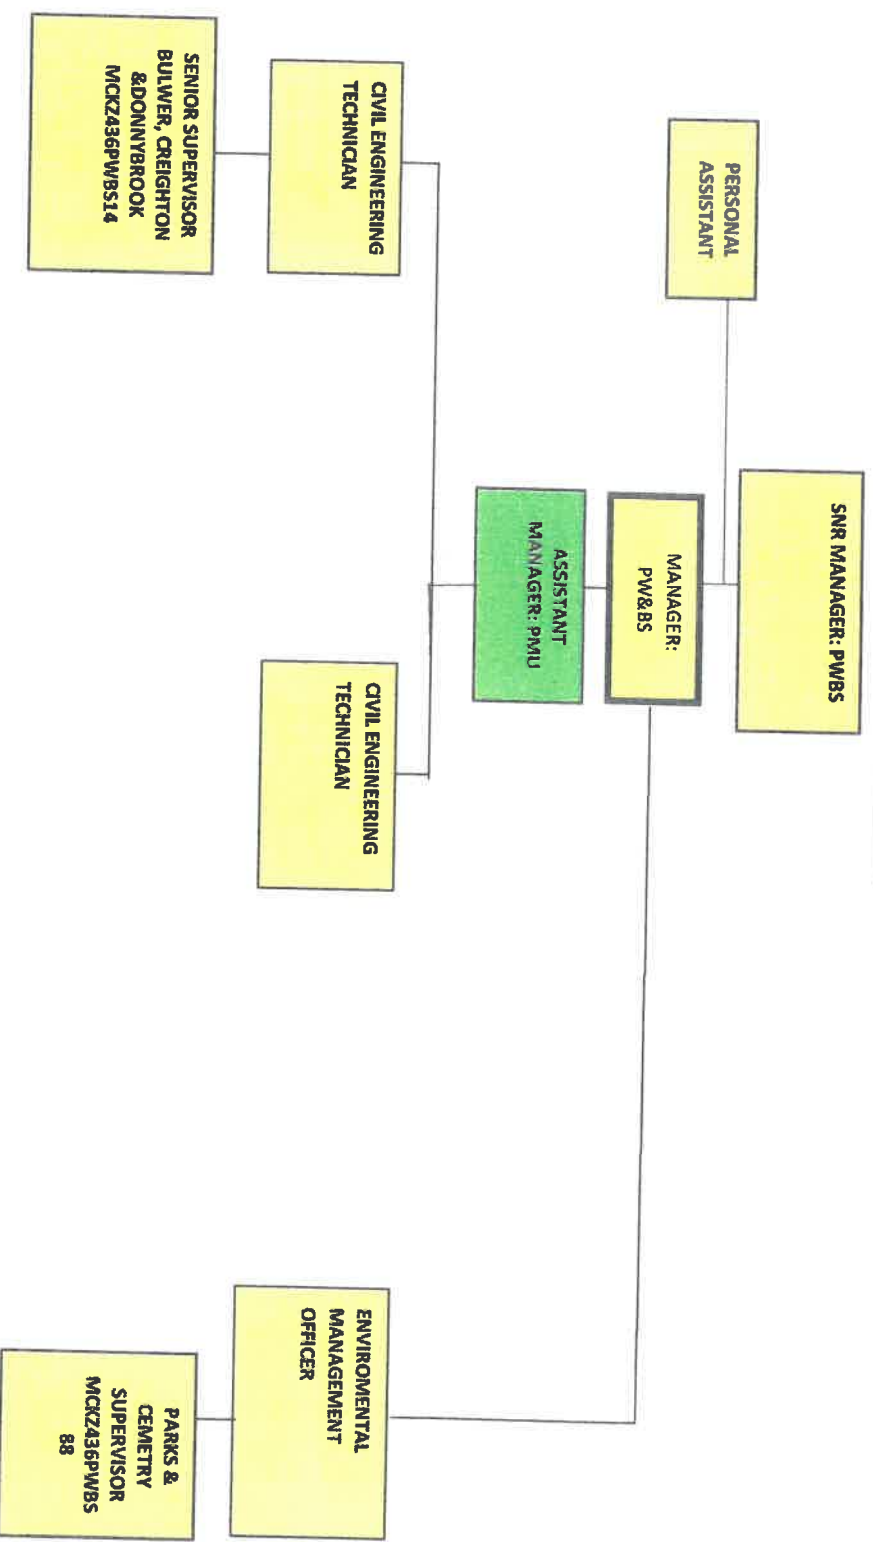 SNR MANAGER: PWBS
PERSONAL
ASSISTANT
MANAGER:
PW&BS
ASSISTANT
MANAGER: PMU
CIVIL ENGINEERING
TECHNICIAN
CIVIL ENGINEERING
TECHNICIAN
ENVIROMENTAL
MANAGEMENT
OFFICER
SENIOR SUPERVISOR
BULWER, CREIGHTON
&DONNYBROOK
MCKZ436PWBS14
PARKS &
CEMETRY
SUPERVISOR
MCKZ436PWBS
88